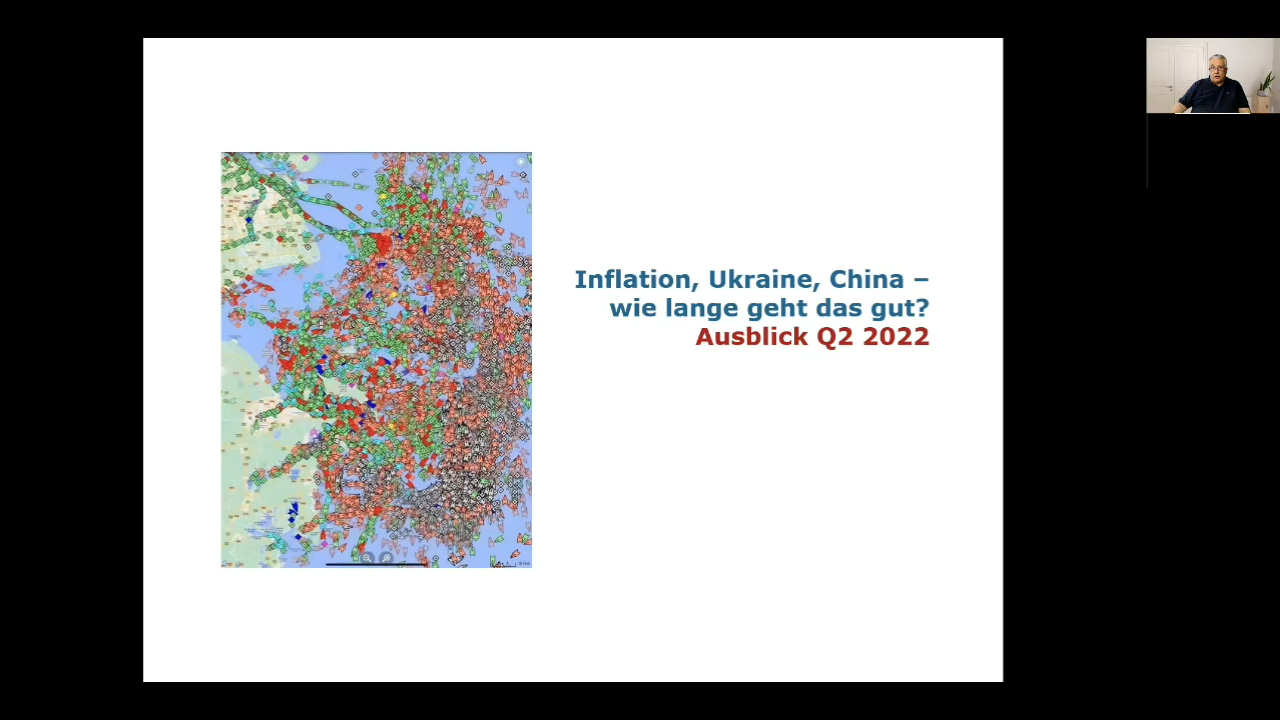 Inflation, Ukraine, China –
wie lange geht das gut?
Ausblick Q2 2022